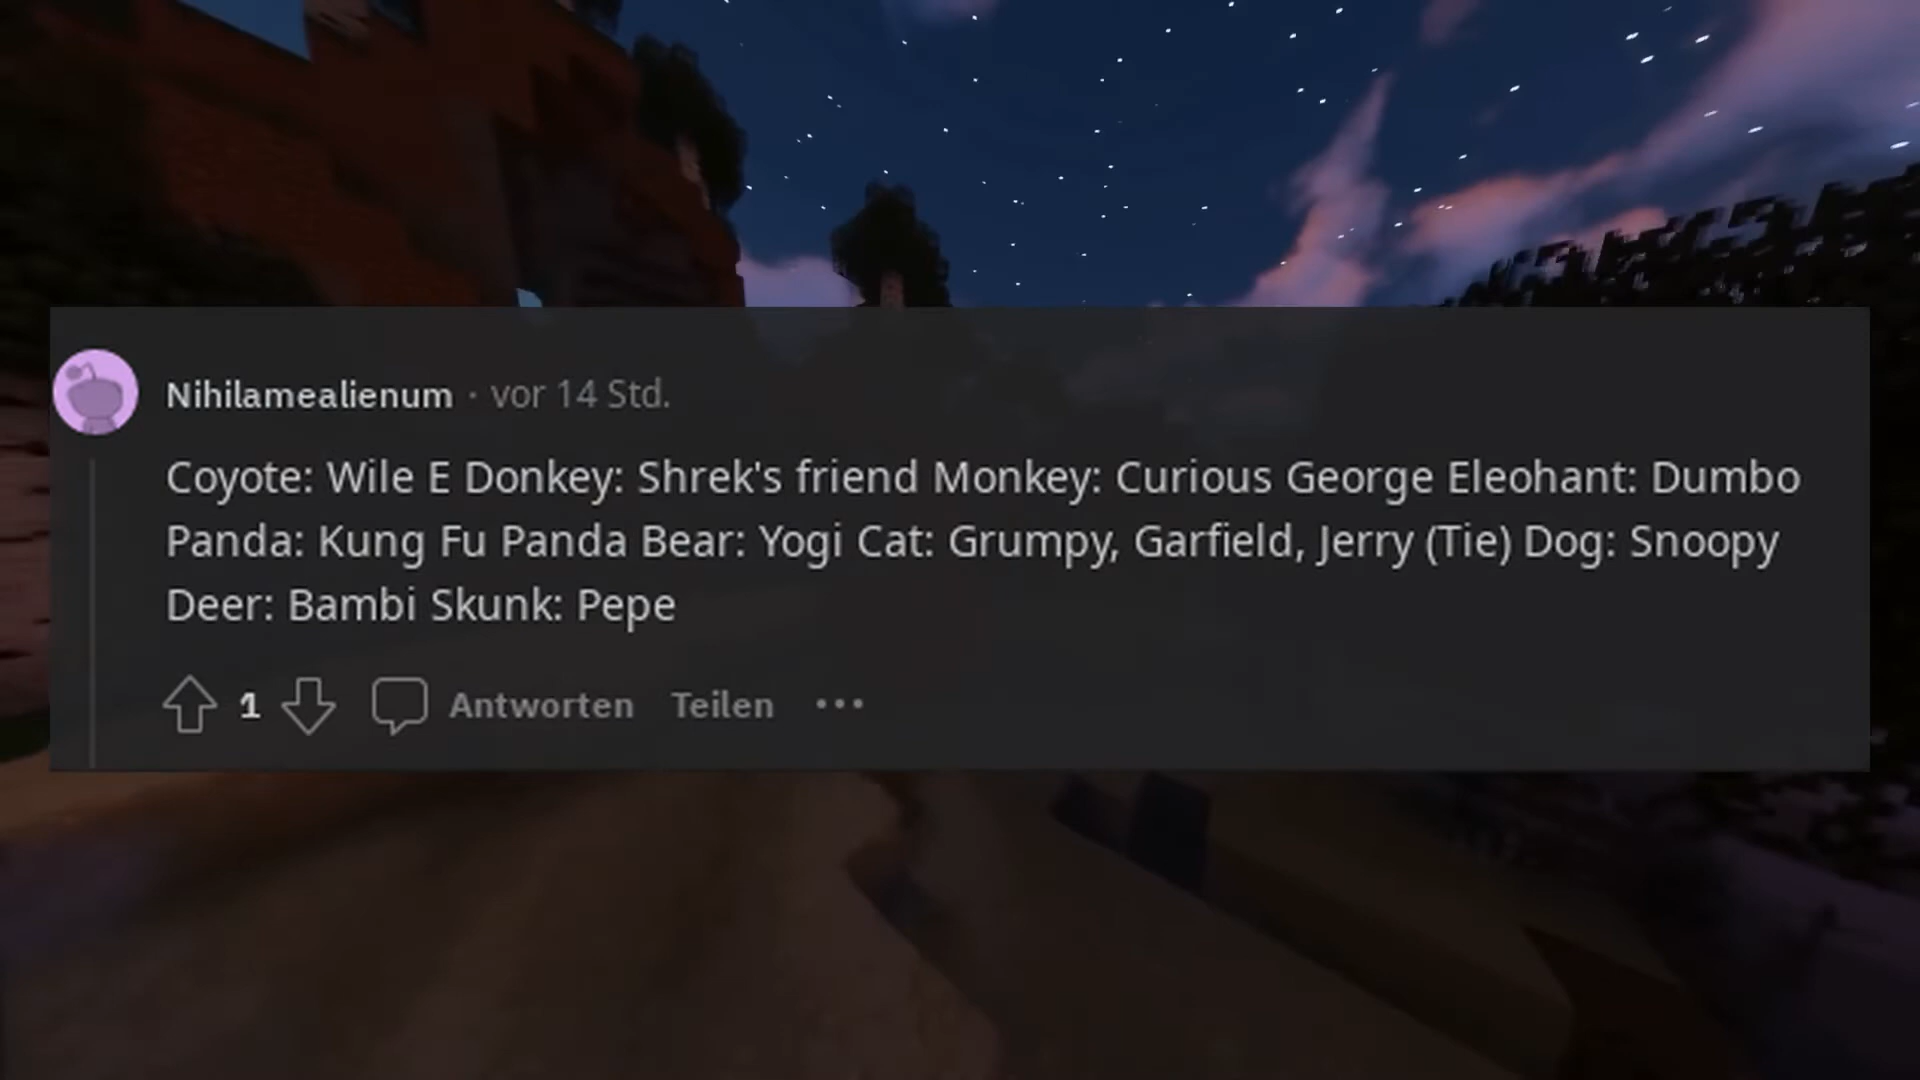 Nihilamealienum · vor 14 Std.
Coyote: Wile E Donkey: Shrek's friend Monkey: Curious George Eleohant: Dumbo
Panda: Kung Fu Panda Bear: Yogi Cat: Grumpy, Garfield, Jerry (Tie) Dog: Snoopy
Deer: Bambi Skunk: Pepe
1 Antworten Teilen ...